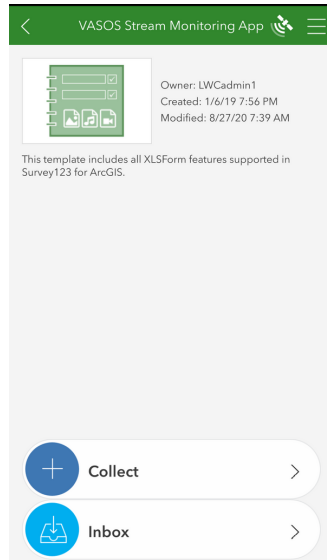 VASOS Stream Monitoring App
Owner: LWCadmin1
Created: 1/6/19 7:56 PM
Modified: 8/27/20 7:39 AM
This template includes all XLSForm features supported in
Survey123 for ArcGIS.
Collect
Inbox